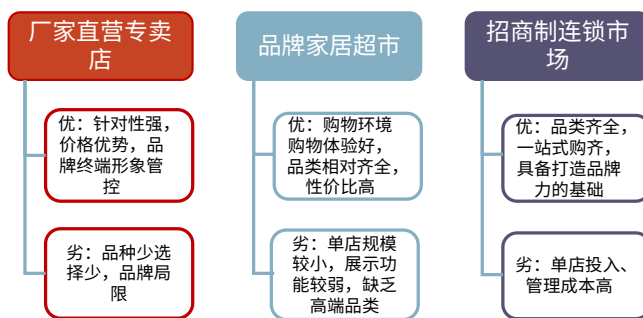 厂家直营专卖
店
优：针对性强，
价格优势，品
牌终端形象管
控
劣：品种少选
择少，品牌局
限
品牌家居超市
优：购物环境
购物体验好，
品类相对齐全，
性价比高
劣：单店规模
较小，展示功
能较弱，缺乏
高端品类
招商制连锁市
场
优：品类齐全，
一站式购齐，
具备打造品牌
力的基础
劣：单店投入、
管理成本高